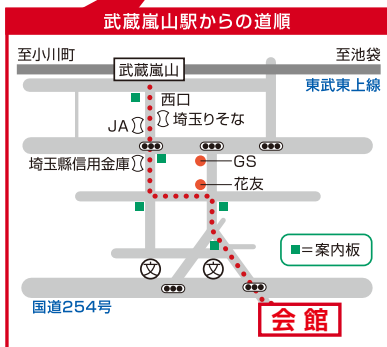 武蔵嵐山駅からの道順
至小川町
至池袋
武蔵嵐山
東武東上線
西口
JA
埼玉りそな
埼玉縣信用金庫
GS
花友
■=案内板
文
文
国道254号
会館